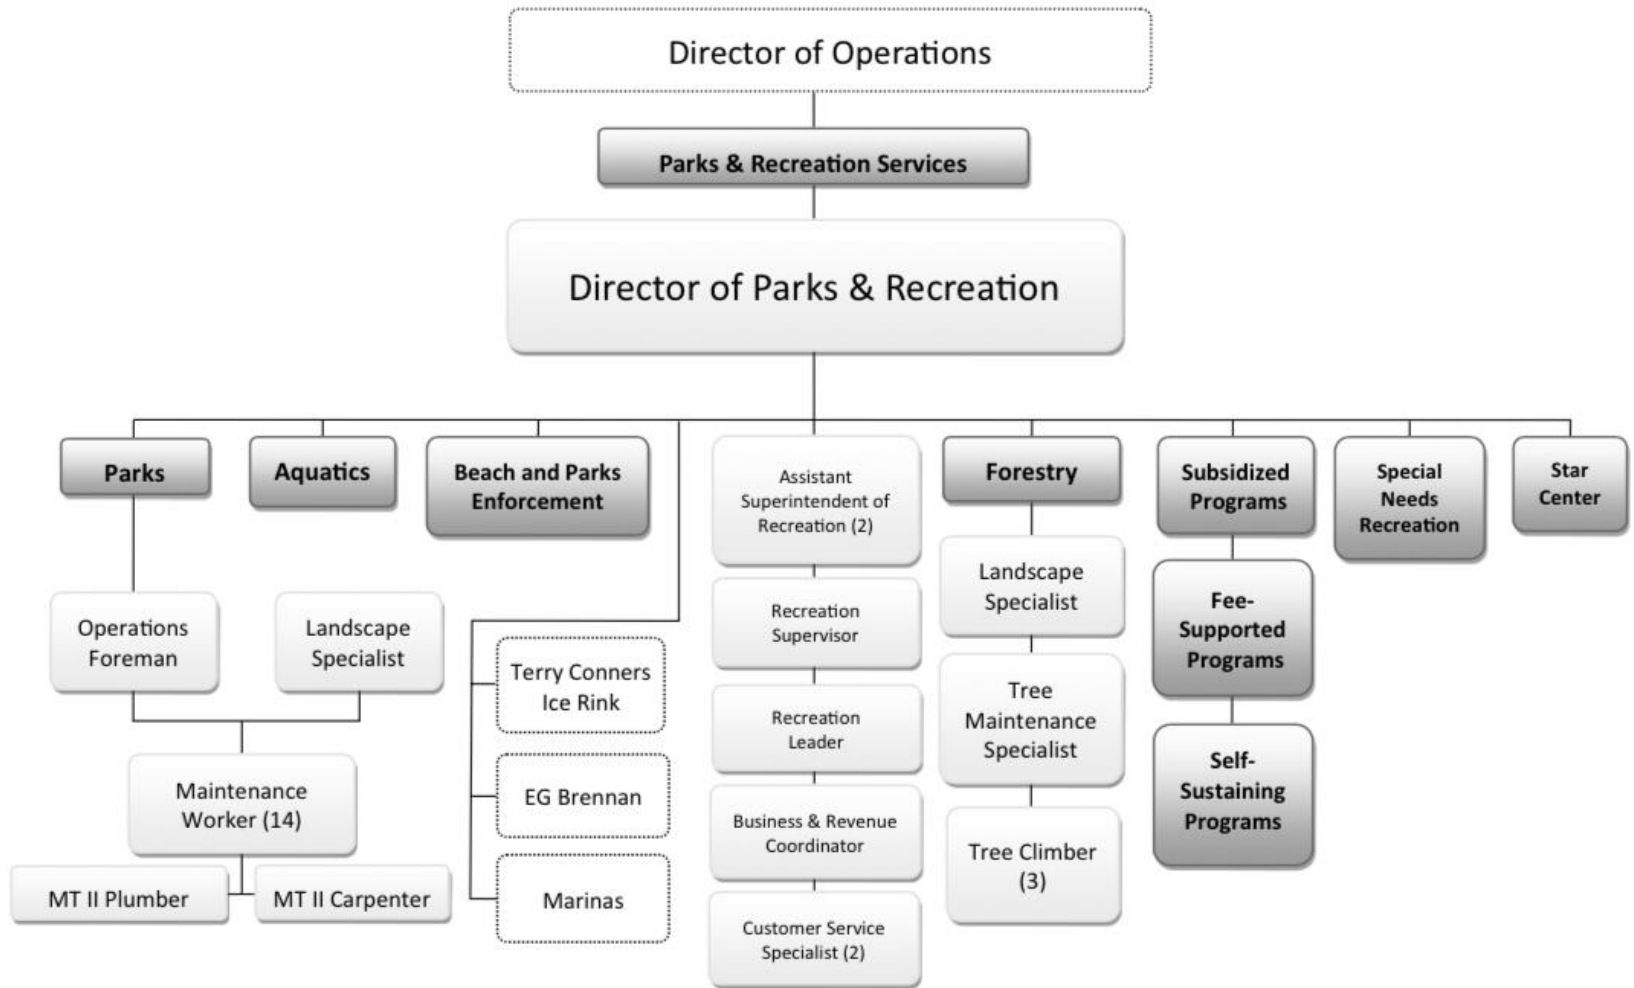 Director of Operations
Parks & Recreation Services
Director of Parks & Recreation
Parks
Aquatics
Beach and Parks
Enforcement
Assistant
Superintendent of
Recreation (2)
Forestry
Subsidized
Programs
Special
Needs
Recreation
Star
Center
Operations
Foreman
Landscape
Specialist
Maintenance
Worker (14)
MT II Plumber
MT II Carpenter
Terry Conners
Ice Rink
EG Brennan
Marinas
Recreation
Supervisor
Recreation
Leader
Business & Revenue
Coordinator
Customer Service
Specialist (2)
Landscape
Specialist
Tree
Maintenance
Specialist
Tree Climber
(3)
Fee-
Supported
Programs
Self-
Sustaining
Programs